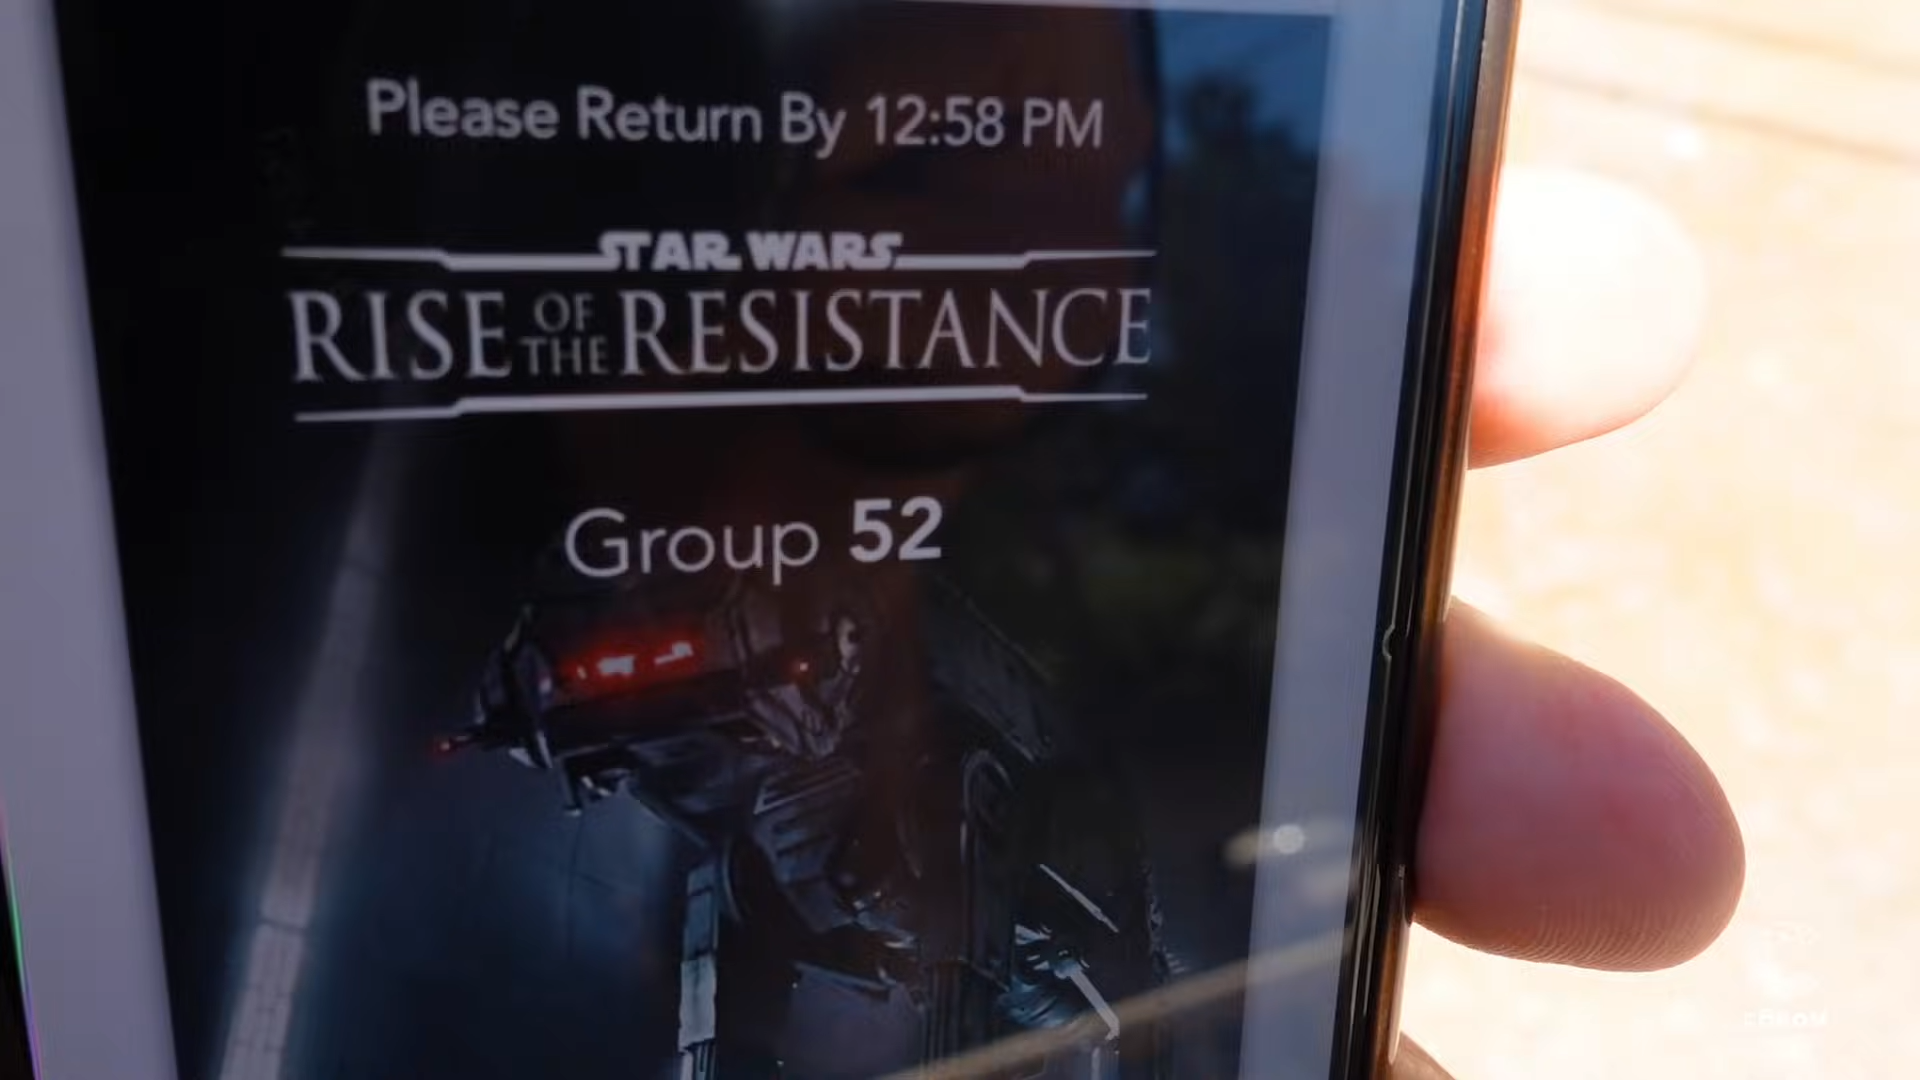 Please Return By 12:58 PM
STAR WARS
RISE OF THE RESISTANCE
Group 52